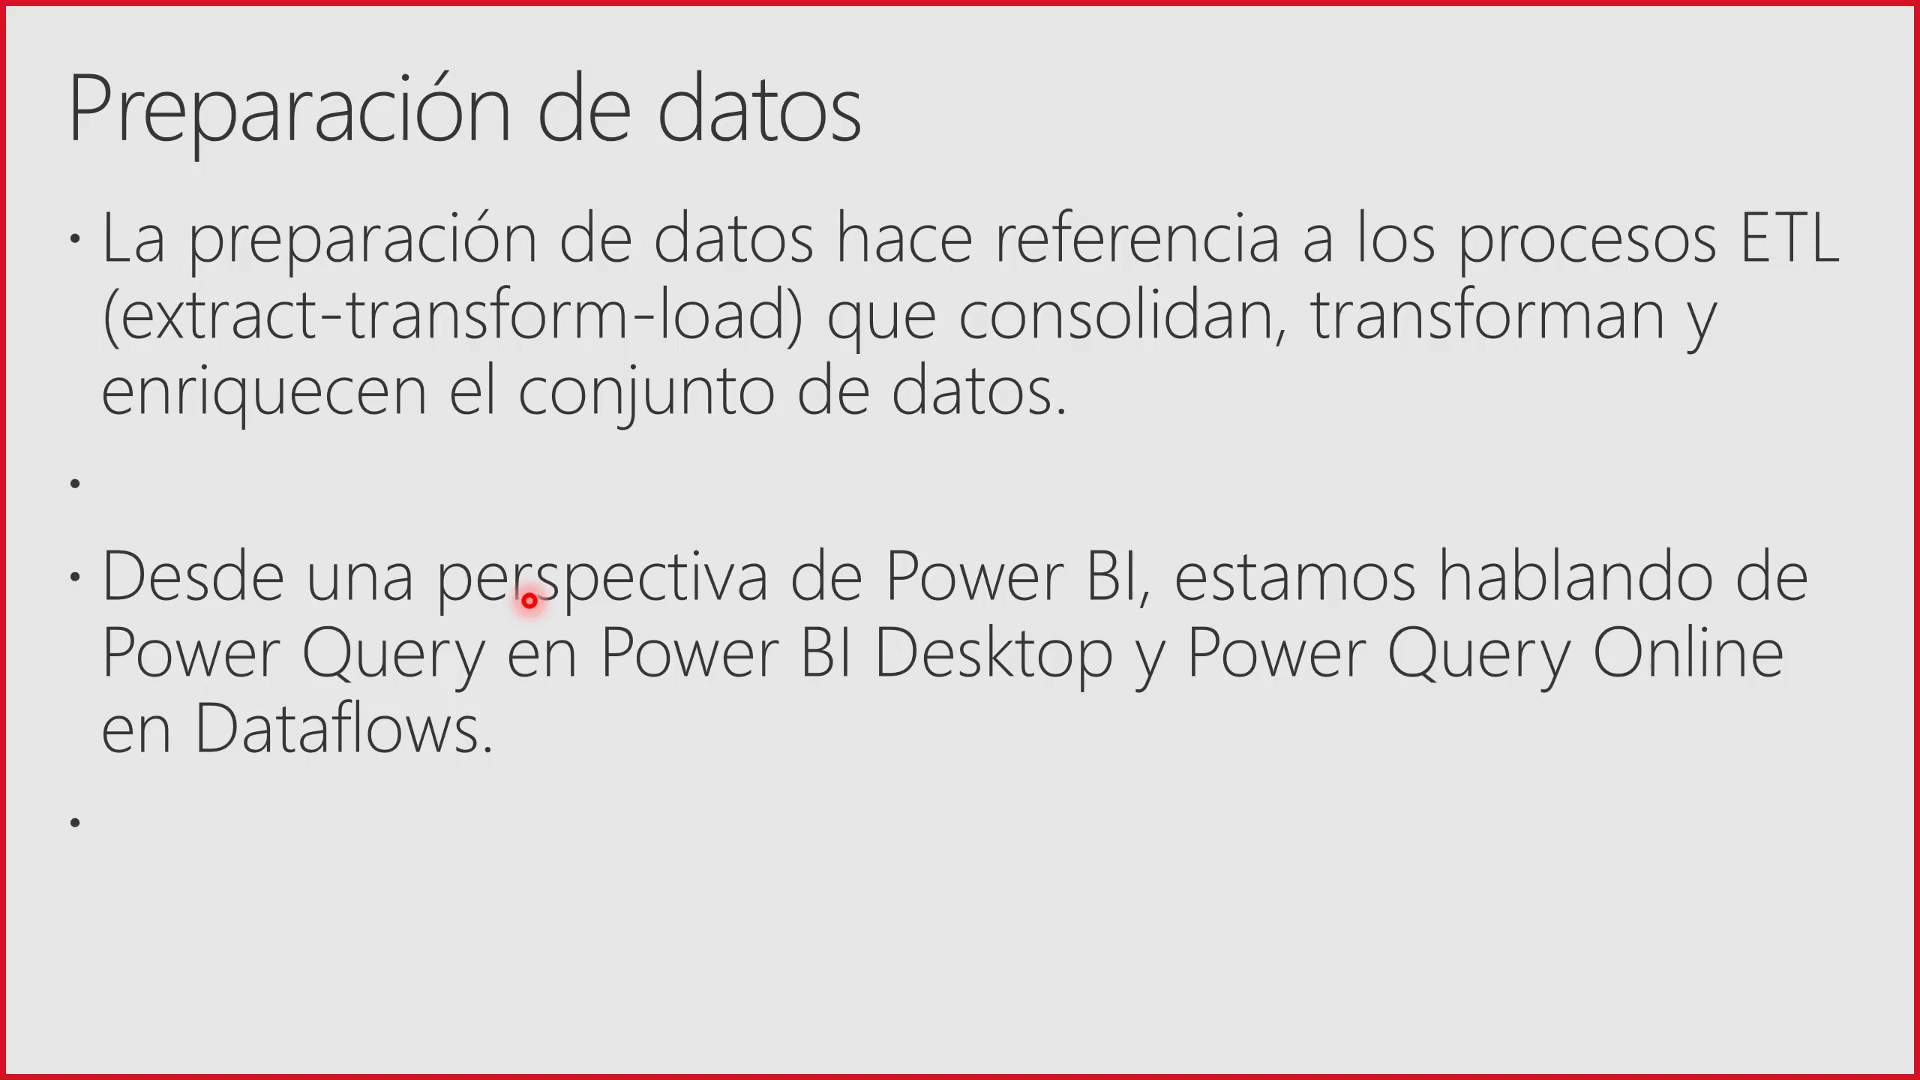 Preparación de datos
• La preparación de datos hace referencia a los procesos ETL
(extract-transform-load) que consolidan, transforman y
enriquecen el conjunto de datos.
•
• Desde una perspectiva de Power BI, estamos hablando de
Power Query en Power BI Desktop y Power Query Online
en Dataflows.
•